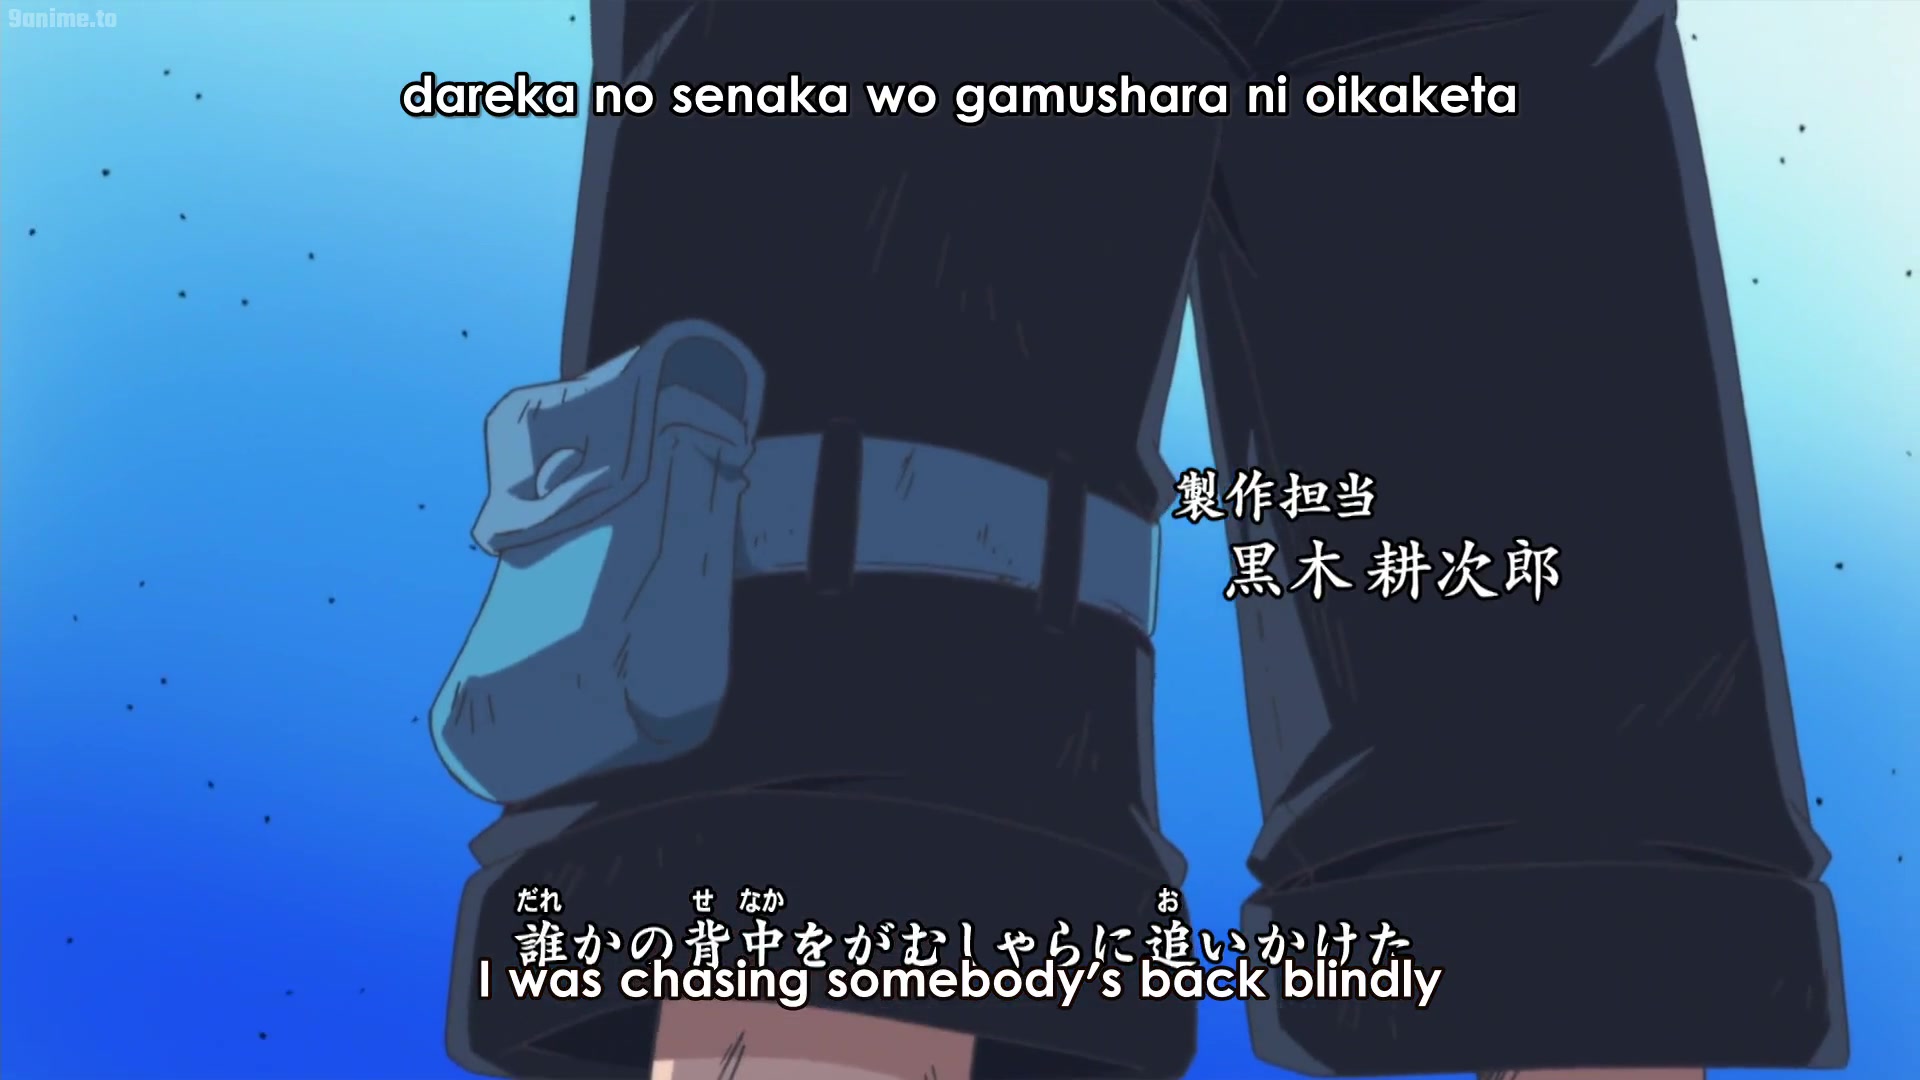 9anime.to
dareka no senaka wo gamushara ni oikaketa
製作担当
黒木 耕次郎
だれ せ なか お
誰かの背中をがむしゃらに追いかけた
I was chasing somebody's back blindly